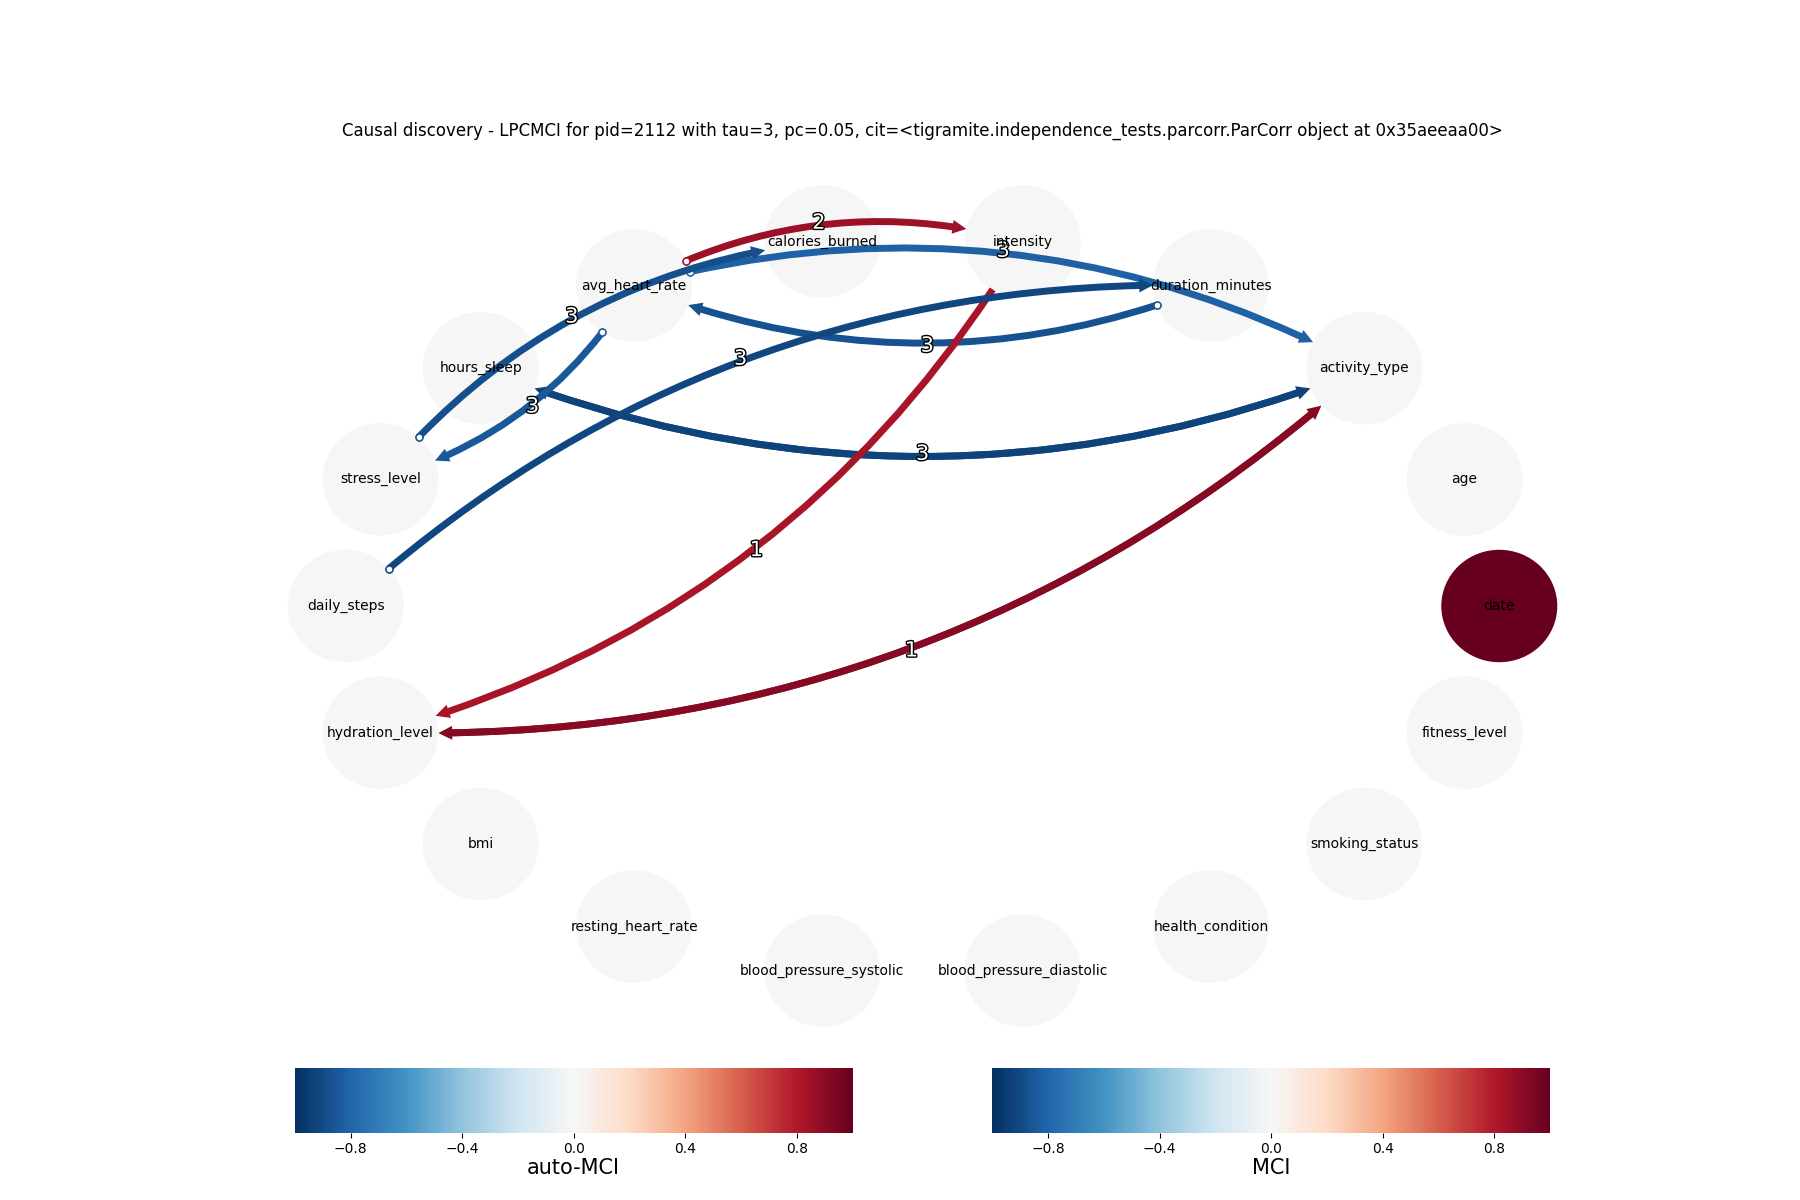 Causal discovery - LPCMCI for pid=2112 with tau=3, pc=0.05, cit=<tigramite.independence_tests.parcorr.ParCorr object at 0x35aeeaa00>
2
calories_burned
intensity
3
avg_heart_rate
duration_minutes
3
3
3
hours_sleep
activity_type
3
3
stress_level
age
1
daily_steps
date
1
hydration_level
fitness_level
bmi
smoking_status
resting_heart_rate
health_condition
blood_pressure_systolic
blood_pressure_diastolic
−0.8 −0.4 0.0 0.4 0.8
auto-MCI
−0.8 −0.4 0.0 0.4 0.8
MCI